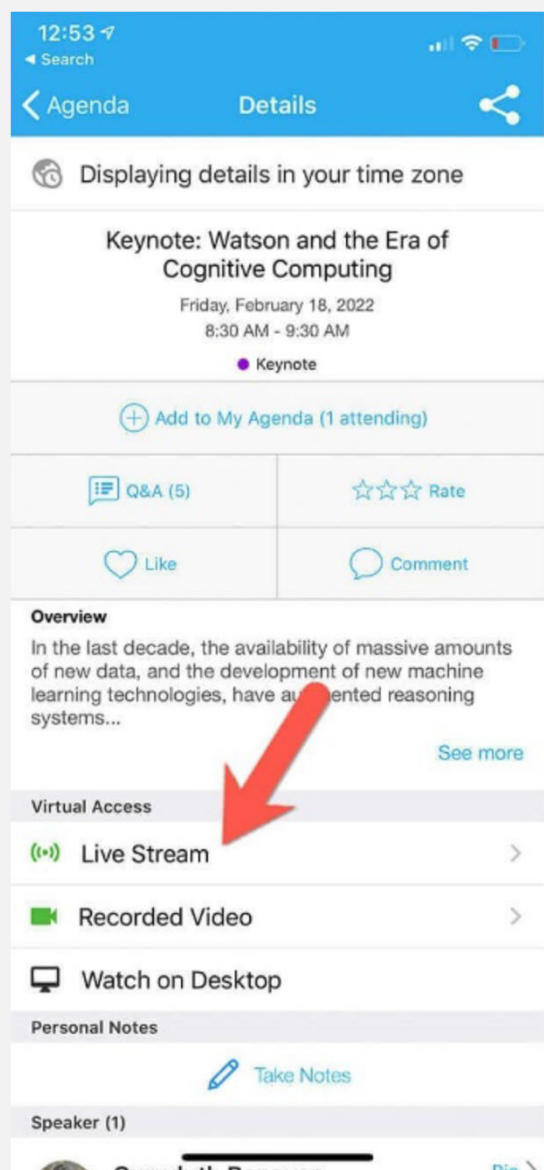 12:53
Search
Agenda
Details
Displaying details in your time zone
Keynote: Watson and the Era of
Cognitive Computing
Friday, February 18, 2022
8:30 AM - 9:30 AM
Keynote
Add to My Agenda (1 attending)
Q&A (5)
Rate
Like
Comment
Overview
In the last decade, the availability of massive amounts
of new data, and the development of new machine
learning technologies, have reasoning
systems...
See more
Virtual Access
Live Stream
Recorded Video
Watch on Desktop
Personal Notes
Take Notes
Speaker (1)